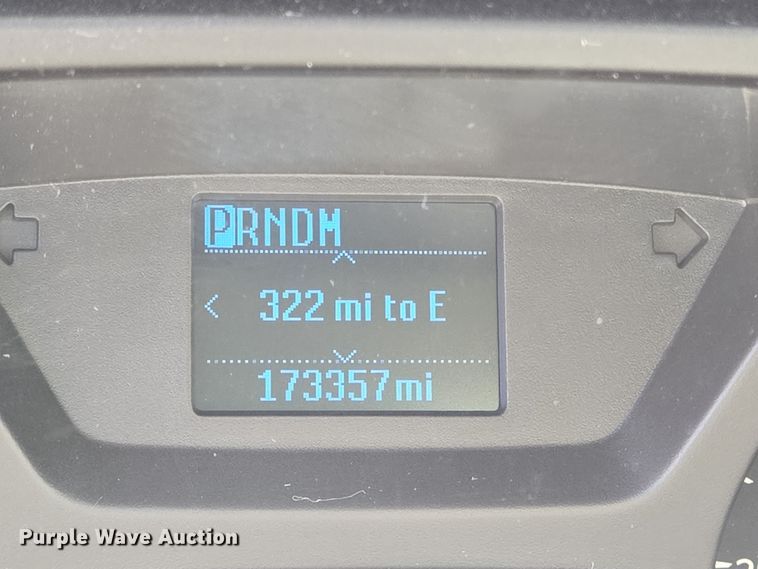 PRNDM
< 322 mi to E
173357mi
Purple Wave Auction